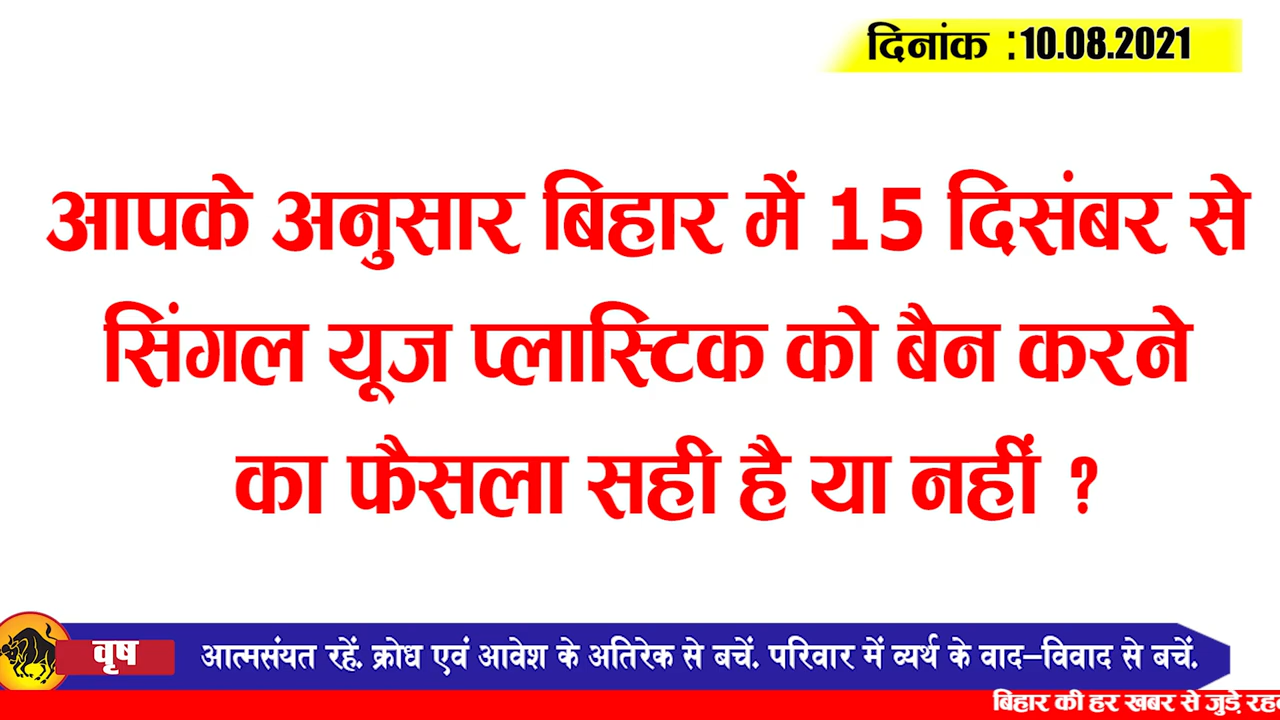 दिनांक :10.08.2021
आपके अनुसार बिहार में 15 दिसंबर से
सिंगल यूज प्लास्टिक को बैन करने
का फैसला सही है या नहीं ?
वृष
आत्मसंयत रहें. क्रोध एवं आवेश के अतिरेक से बचें. परिवार में व्यर्थ के वाद-विवाद से बचें.
बिहार की हर खबर से जुड़े